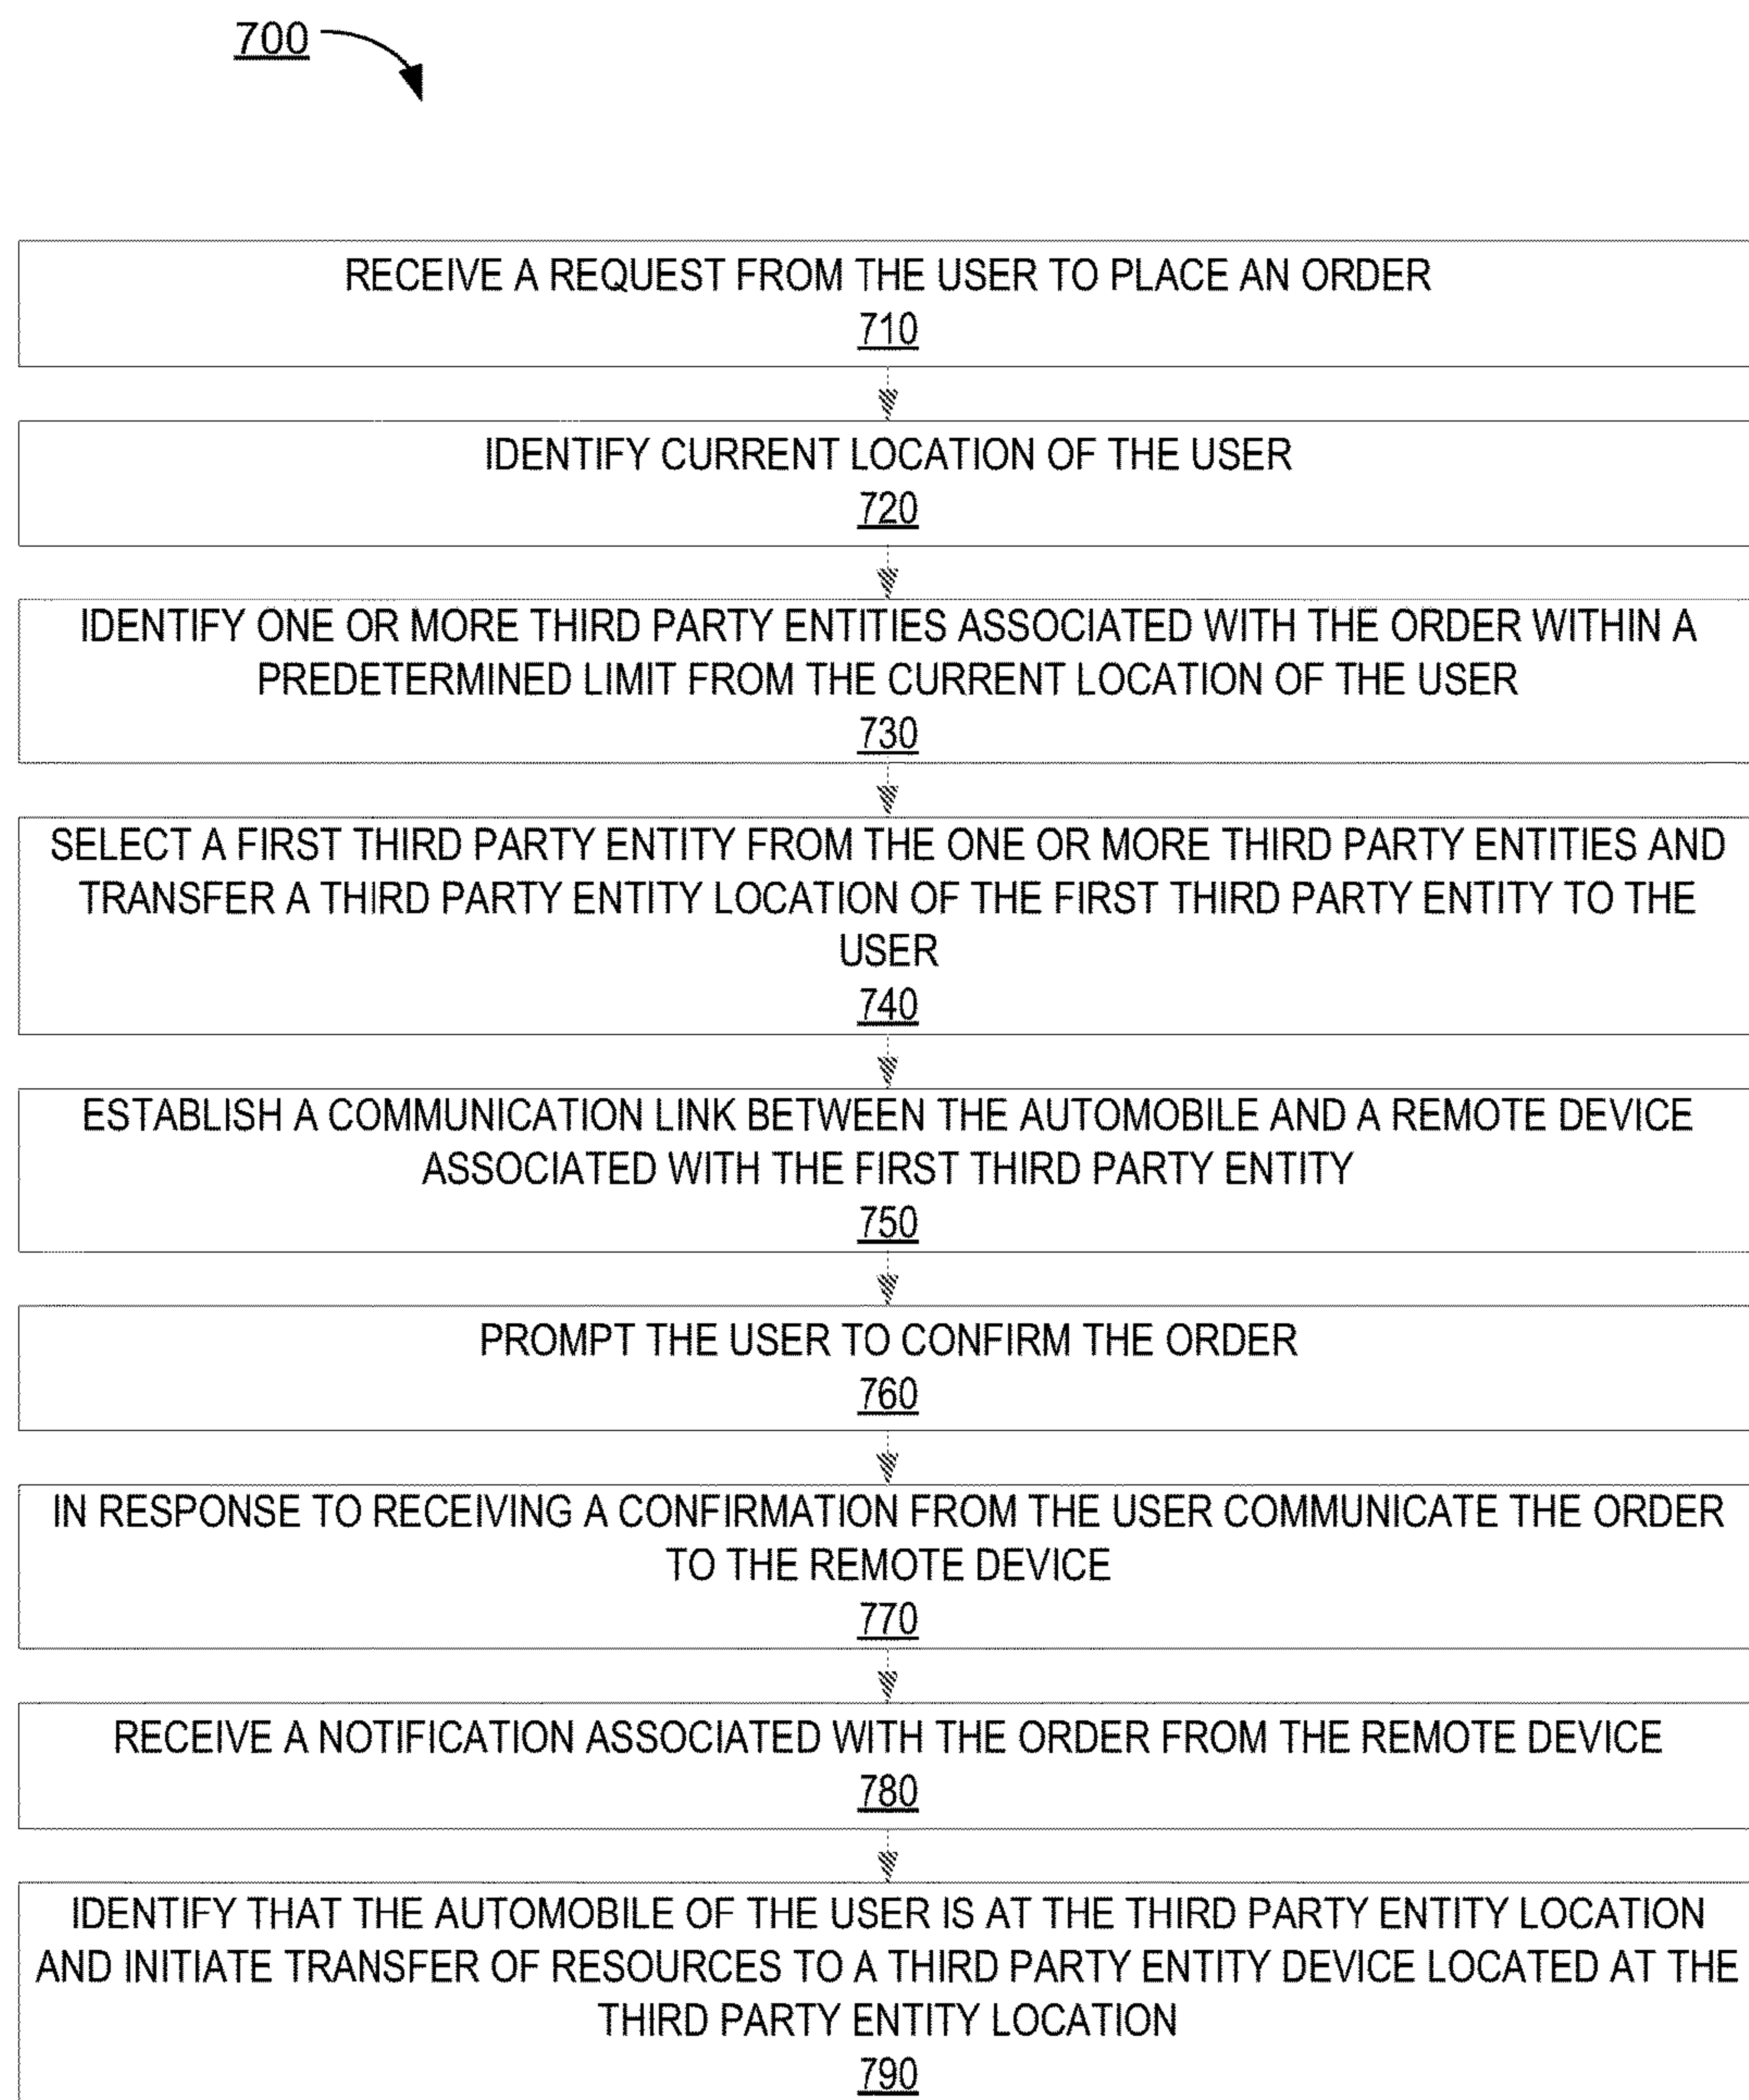 700
RECEIVE A REQUEST FROM THE USER TO PLACE AN ORDER
710
IDENTIFY CURRENT LOCATION OF THE USER
720
IDENTIFY ONE OR MORE THIRD PARTY ENTITIES ASSOCIATED WITH THE ORDER WITHIN A
PREDETERMINED LIMIT FROM THE CURRENT LOCATION OF THE USER
730
SELECT A FIRST THIRD PARTY ENTITY FROM THE ONE OR MORE THIRD PARTY ENTITIES AND
TRANSFER A THIRD PARTY ENTITY LOCATION OF THE FIRST THIRD PARTY ENTITY TO THE
USER
740
ESTABLISH A COMMUNICATION LINK BETWEEN THE AUTOMOBILE AND A REMOTE DEVICE
ASSOCIATED WITH THE FIRST THIRD PARTY ENTITY
750
PROMPT THE USER TO CONFIRM THE ORDER
760
IN RESPONSE TO RECEIVING A CONFIRMATION FROM THE USER COMMUNICATE THE ORDER
TO THE REMOTE DEVICE
770
RECEIVE A NOTIFICATION ASSOCIATED WITH THE ORDER FROM THE REMOTE DEVICE
780
IDENTIFY THAT THE AUTOMOBILE OF THE USER IS AT THE THIRD PARTY ENTITY LOCATION
AND INITIATE TRANSFER OF RESOURCES TO A THIRD PARTY ENTITY DEVICE LOCATED AT THE
THIRD PARTY ENTITY LOCATION
790